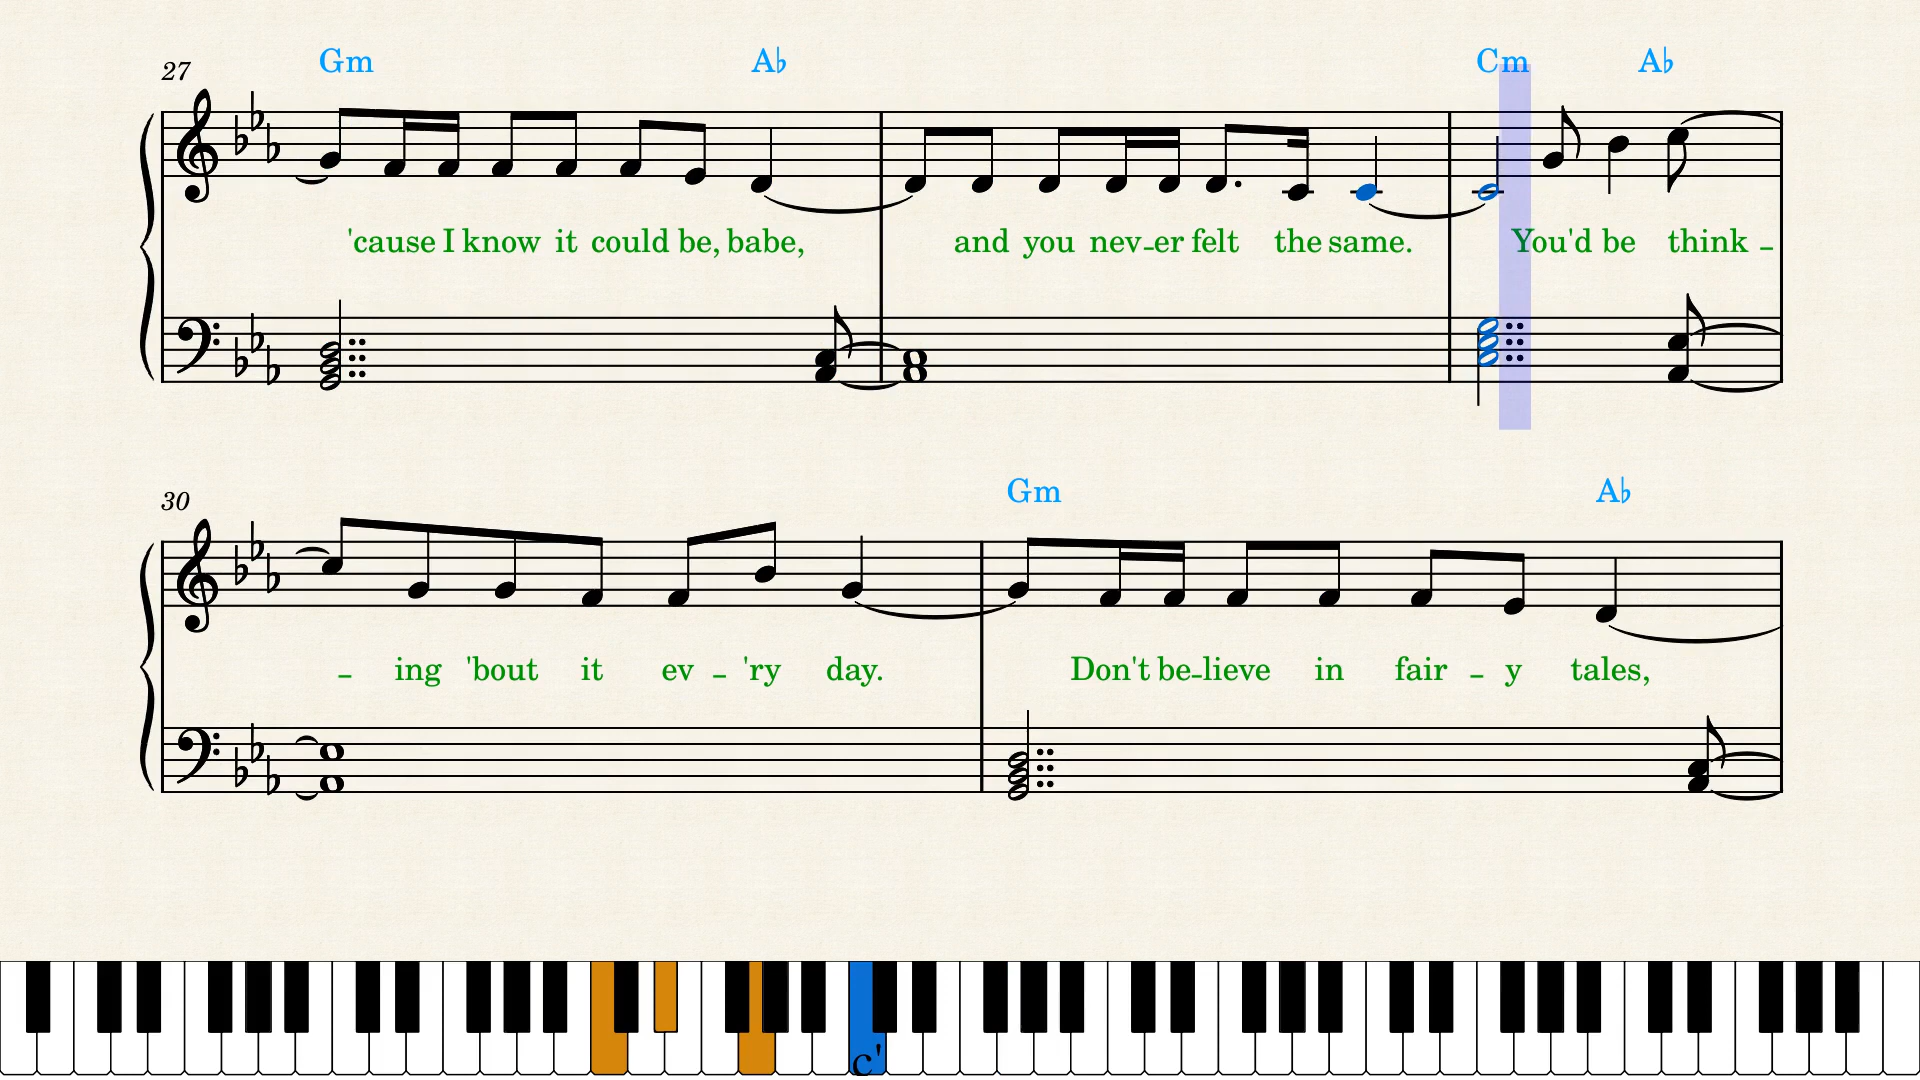 27 Gm A♭ Cm A♭
'cause I know it could be, babe, and you nev-er felt the same. You'd be think -
30 Gm A♭
- ing 'bout it ev - 'ry day. Don't be-lieve in fair - y tales,
c'